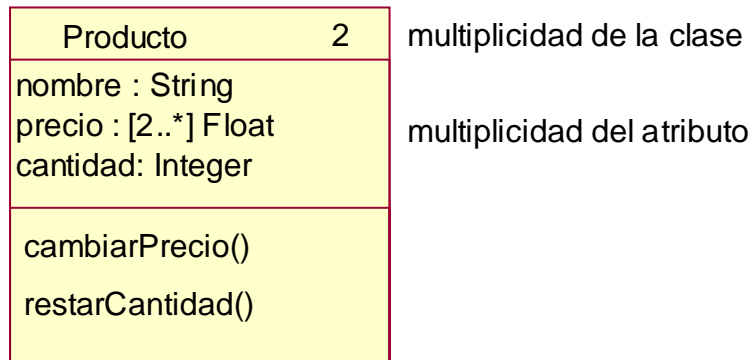 Producto 2 multiplicidad de la clase
nombre : String
precio : [2..*] Float multiplicidad del atributo
cantidad: Integer
cambiarPrecio()
restarCantidad()